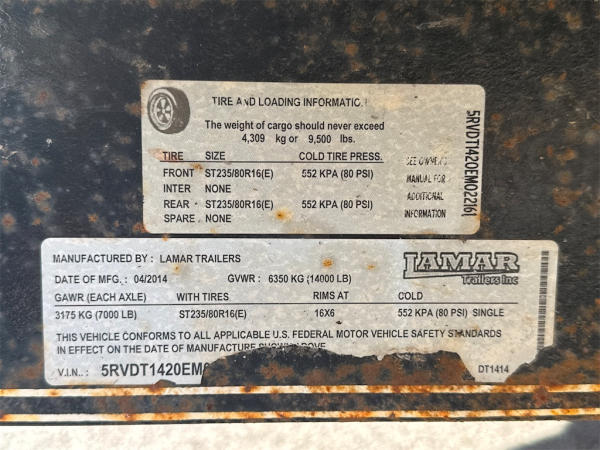 TIRE AND LOADING INFORMATIO
The weight of cargo should never exceed
4,309 kg or 9,500 lbs.
TIRE SIZE COLD TIRE PRESS.
FRONT ST235/80R16(E) 552 KPA (80 PSI)
INTER NONE
REAR ST235/80R16(E) 552 KPA (80 PSI)
SPARE NONE
SEE OWNER'S
MANUAL FOR
ADDITIONAL
INFORMATION
5RVDT1420EM022161
MANUFACTURED BY: LAMAR TRAILERS
LAMAR
Trailers Inc
DATE OF MFG.: 04/2014 GVWR: 6350 KG (14000 LB)
GAWR (EACH AXLE) WITH TIRES RIMS AT COLD
3175 KG (7000 LB) ST235/80R16(E) 16X6 552 KPA (80 PSI) SINGLE
THIS VEHICLE CONFORMS TO ALL APPLICABLE U.S. FEDERAL MOTOR VEHICLE SAFETY STANDARDS
IN EFFECT ON THE DATE OF MANUFACTURE SHOWN ABOVE
V.I.N.: 5RVDT1420EM
DT1414